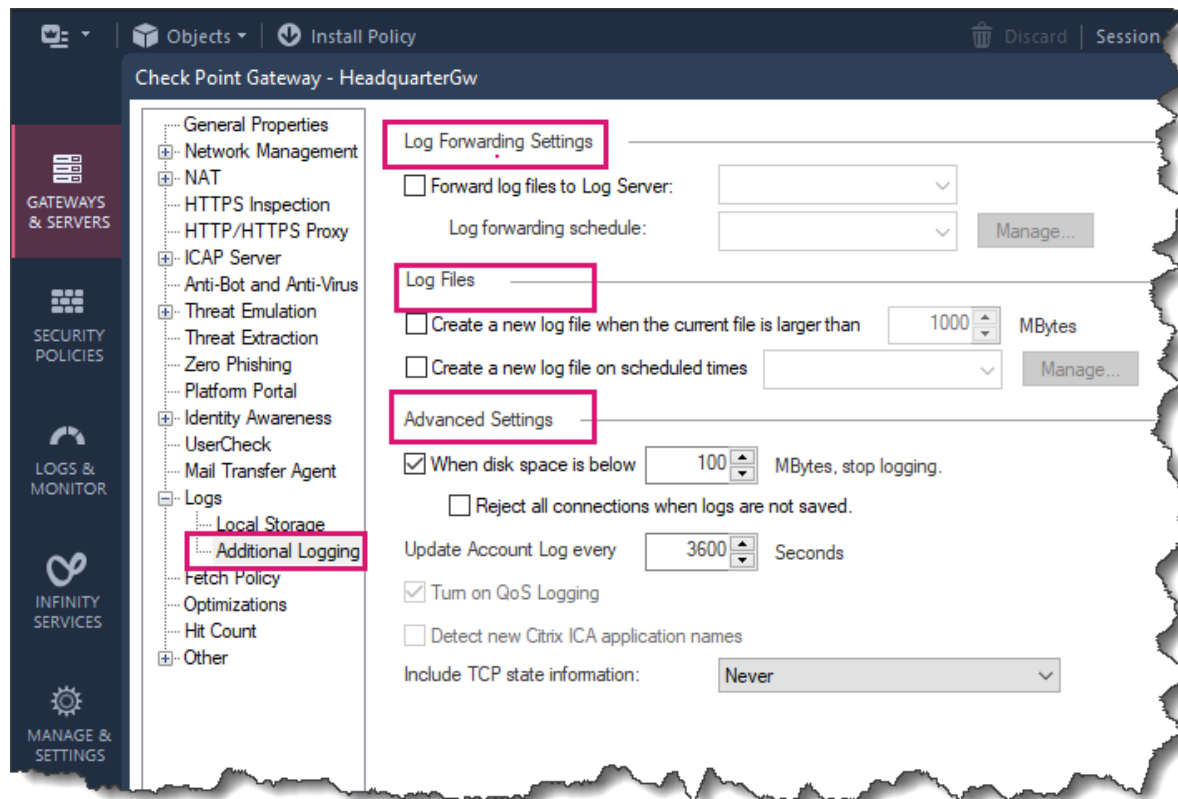 Objects
Install Policy
Discard
Session
Check Point Gateway - HeadquarterGw
GATEWAYS
& SERVERS
SECURITY
POLICIES
LOGS &
MONITOR
INFINITY
SERVICES
MANAGE &
SETTINGS
General Properties
Network Management
NAT
HTTPS Inspection
HTTP/HTTPS Proxy
ICAP Server
Anti-Bot and Anti-Virus
Threat Emulation
Threat Extraction
Zero Phishing
Platform Portal
Identity Awareness
UserCheck
Mail Transfer Agent
Logs
Local Storage
Additional Logging
Fetch Policy
Optimizations
Hit Count
Other
Log Forwarding Settings
Forward log files to Log Server:
Log forwarding schedule:
Manage...
Log Files
Create a new log file when the current file is larger than 1000 MBytes
Create a new log file on scheduled times
Manage...
Advanced Settings
When disk space is below 100 MBytes, stop logging.
Reject all connections when logs are not saved.
Update Account Log every 3600 Seconds
Turn on QoS Logging
Detect new Citrix ICA application names
Include TCP state information: Never